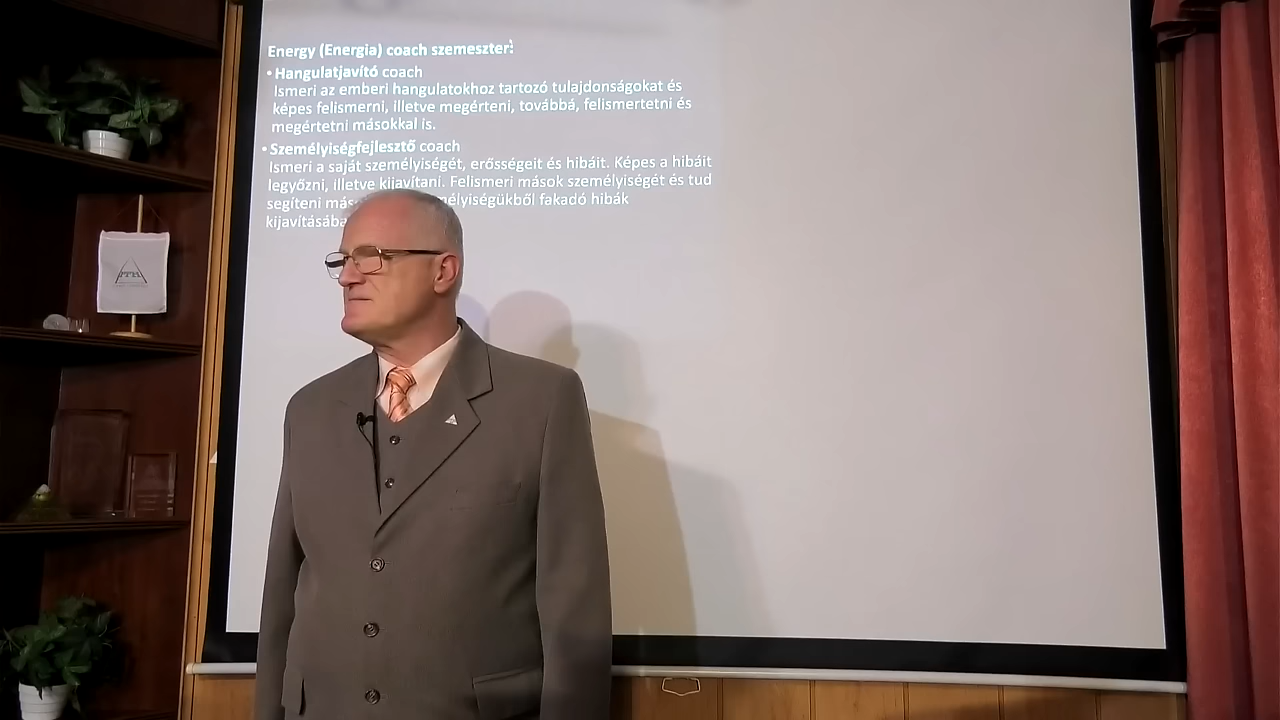 Energy (Energia) coach szemeszter:
• Hangulatjavító coach
Ismeri az emberi hangulatokhoz tartozó tulajdonságokat és
képes felismerni, illetve megérteni, továbbá, felismertetni és
megértetni másokkal is.
• Személyiségfejlesztő coach
Ismeri a saját személyiségét, erősségeit és hibáit. Képes a hibáit
legyőzni, illetve kijavítani. Felismeri mások személyiségét és tud
segíteni fakadó hibák